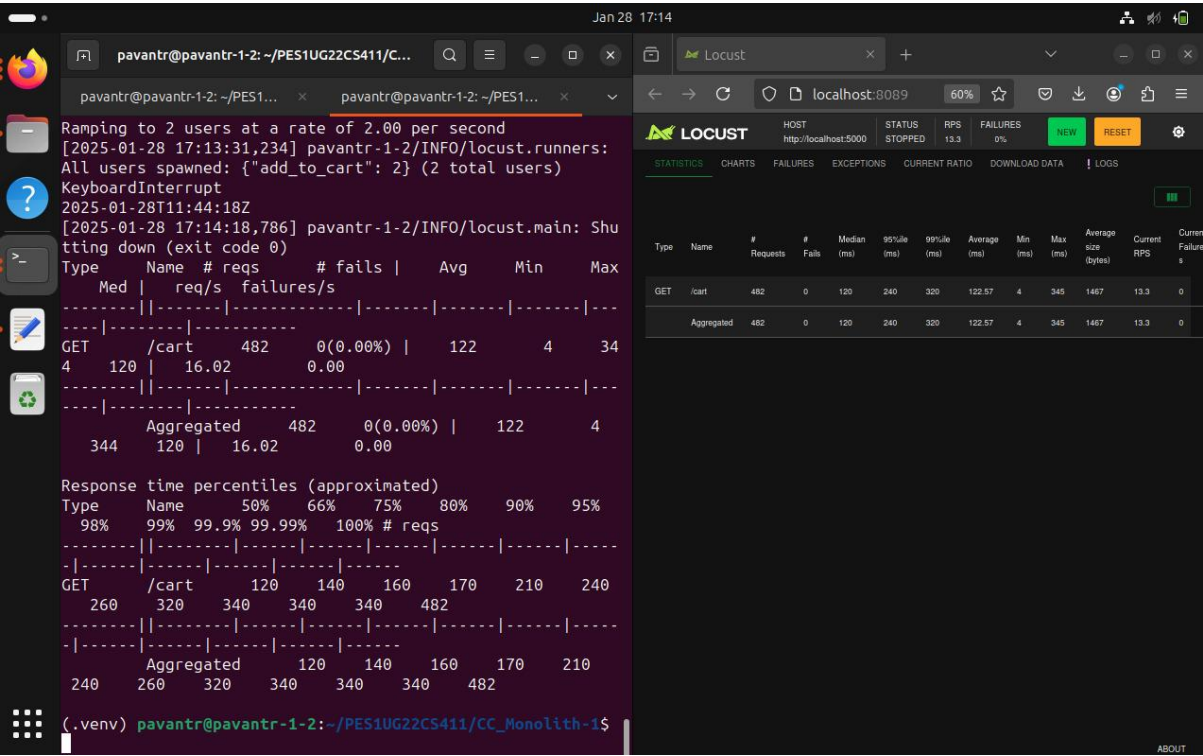 Jan 28 17:14
pavantr@pavantr-1-2: ~/PES1UG22CS411/C...
pavantr@pavantr-1-2: ~/PES1... × pavantr@pavantr-1-2: ~/PES1... ×
Ramping to 2 users at a rate of 2.00 per second
[2025-01-28 17:13:31,234] pavantr-1-2/INFO/locust.runners:
All users spawned: {"add_to_cart": 2} (2 total users)
KeyboardInterrupt
2025-01-28T11:44:18Z
[2025-01-28 17:14:18,786] pavantr-1-2/INFO/locust.main: Shu
tting down (exit code 0)
Type Name # reqs # fails | Avg Min Max
Med | req/s failures/s
--------||-------|-------------|-------|-------|-------|---
----|--------|-----------
GET /cart 482 0(0.00%) | 122 4 34
4 120 | 16.02 0.00
--------||-------|-------------|-------|-------|-------|---
----|--------|-----------
Aggregated 482 0(0.00%) | 122 4
344 120 | 16.02 0.00
Response time percentiles (approximated)
Type Name 50% 66% 75% 80% 90% 95%
98% 99% 99.9% 99.99% 100% # reqs
--------||--------|------|------|------|------|------|-----
-|------|------|------|------|------
GET /cart 120 140 160 170 210 240
260 320 340 340 340 482
--------||--------|------|------|------|------|------|-----
-|------|------|------|------|------
Aggregated 120 140 160 170 210
240 260 320 340 340 340 482
(.venv) pavantr@pavantr-1-2:~/PES1UG22CS411/CC_Monolith-1$
Locust × +
localhost:8089 60%
LOCUST
HOST STATUS RPS FAILURES NEW RESET
http://localhost:5000 STOPPED 13.3 0%
STATISTICS CHARTS FAILURES EXCEPTIONS CURRENT RATIO DOWNLOAD DATA ! LOGS
Type Name # Requests # Fails Median (ms) 95%ile (ms) 99%ile (ms) Average (ms) Min (ms) Max (ms) Average size (bytes) Current RPS Curren Failure s
GET /cart 482 0 120 240 320 122.57 4 345 1467 13.3 0
Aggregated 482 0 120 240 320 122.57 4 345 1467 13.3 0
ABOUT